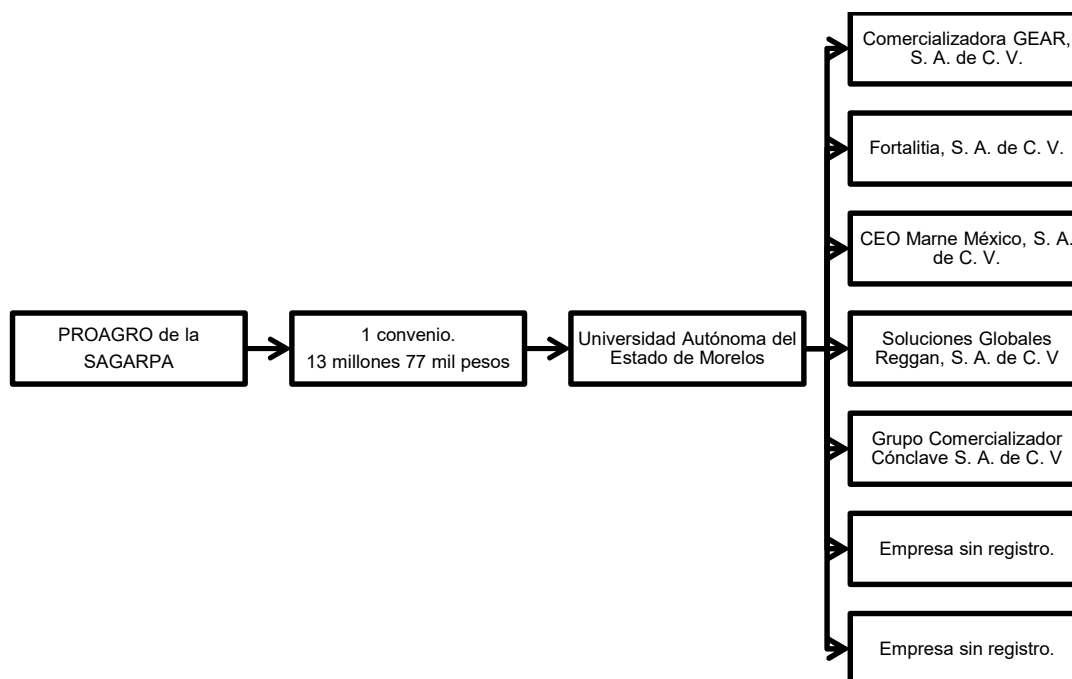 PROAGRO de la
SAGARPA
1 convenio.
13 millones 77 mil pesos
Universidad Autónoma del
Estado de Morelos
Comercializadora GEAR,
S. A. de C. V.
Fortalitia, S. A. de C. V.
CEO Marne México, S. A.
de C. V.
Soluciones Globales
Reggan, S. A. de C. V
Grupo Comercializador
Cónclave S. A. de C. V
Empresa sin registro.
Empresa sin registro.